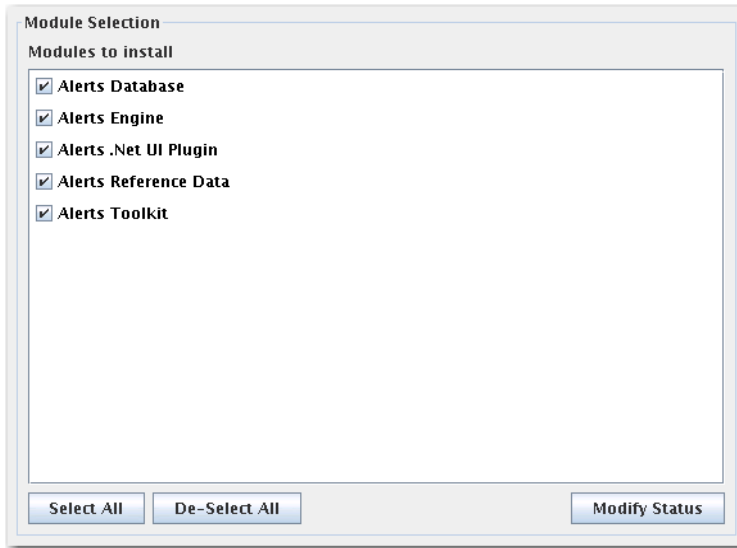 Module Selection
Modules to install
Alerts Database
Alerts Engine
Alerts .Net UI Plugin
Alerts Reference Data
Alerts Toolkit
Select All
De-Select All
Modify Status